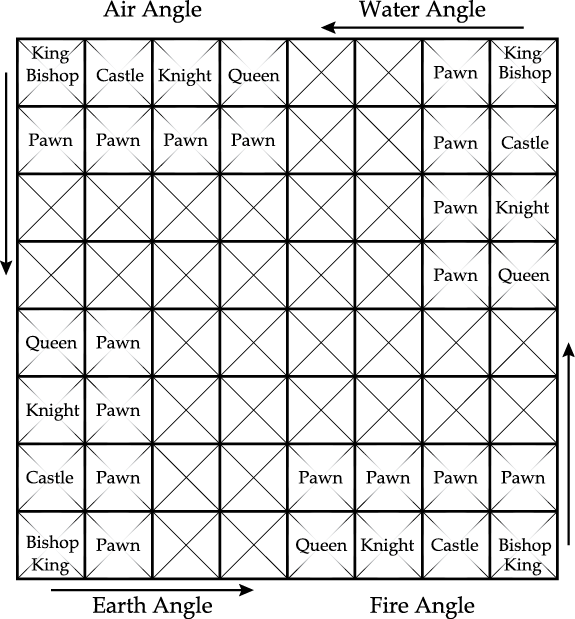 Air Angle Water Angle
King King
Bishop Castle Knight Queen Pawn Bishop
Pawn Pawn Pawn Pawn Pawn Castle
Pawn Knight
Pawn Queen
Queen Pawn
Knight Pawn
Castle Pawn Pawn Pawn Pawn Pawn
Bishop Pawn Queen Knight Castle Bishop
King King
Earth Angle Fire Angle